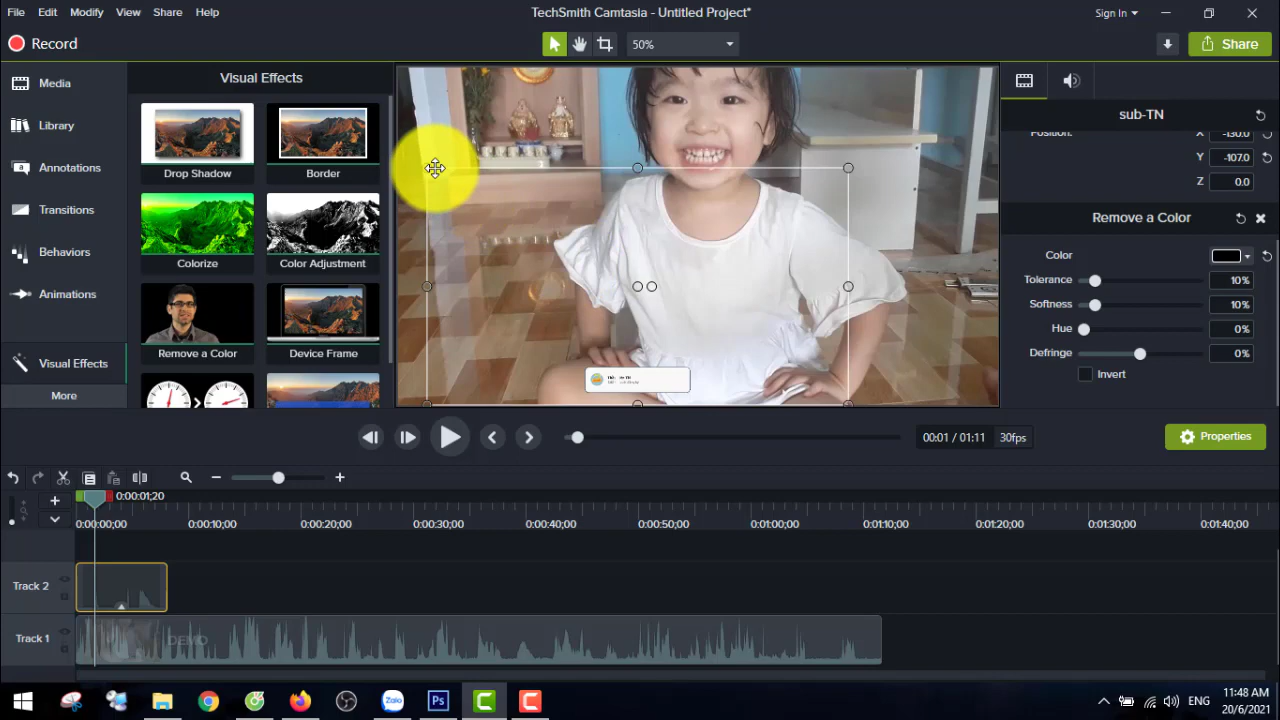 File Edit Modify View Share Help
TechSmith Camtasia - Untitled Project*
Sign In
Record
50%
Share
Media
Library
Annotations
Transitions
Behaviors
Animations
Visual Effects
More
Visual Effects
Drop Shadow
Border
Colorize
Color Adjustment
Remove a Color
Device Frame
sub-TN
Position: X -130.0
Y -107.0
Z 0.0
Remove a Color
Color
Tolerance 10%
Softness 10%
Hue 0%
Defringe 0%
Invert
00:01 / 01:11 30fps
Properties
0:00:01;20
0:00:00;00 0:00:10;00 0:00:20;00 0:00:30;00 0:00:40;00 0:00:50;00 0:01:00;00 0:01:10;00 0:01:20;00 0:01:30;00 0:01:40;00
Track 2
Track 1
DEMO
Zalo
Ps
ENG
11:48 AM
20/6/2021